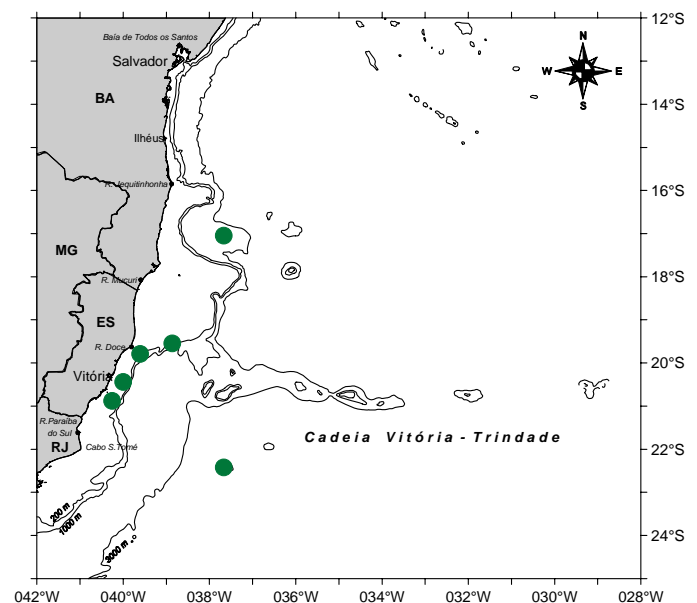 12°S
Baía de Todos os Santos
N
Salvador
W
E
S
BA
14°S
Ilhéus
R. Jequitinhonha
16°S
MG
18°S
R. Mucuri
ES
R. Doce
20°S
Vitória
R.Paraíba
do Sul
Cadeia Vitória - Trindade
RJ
Cabo S.Tomé
22°S
200 m
1000 m
3000 m
24°S
042°W 040°W 038°W 036°W 034°W 032°W 030°W 028°W